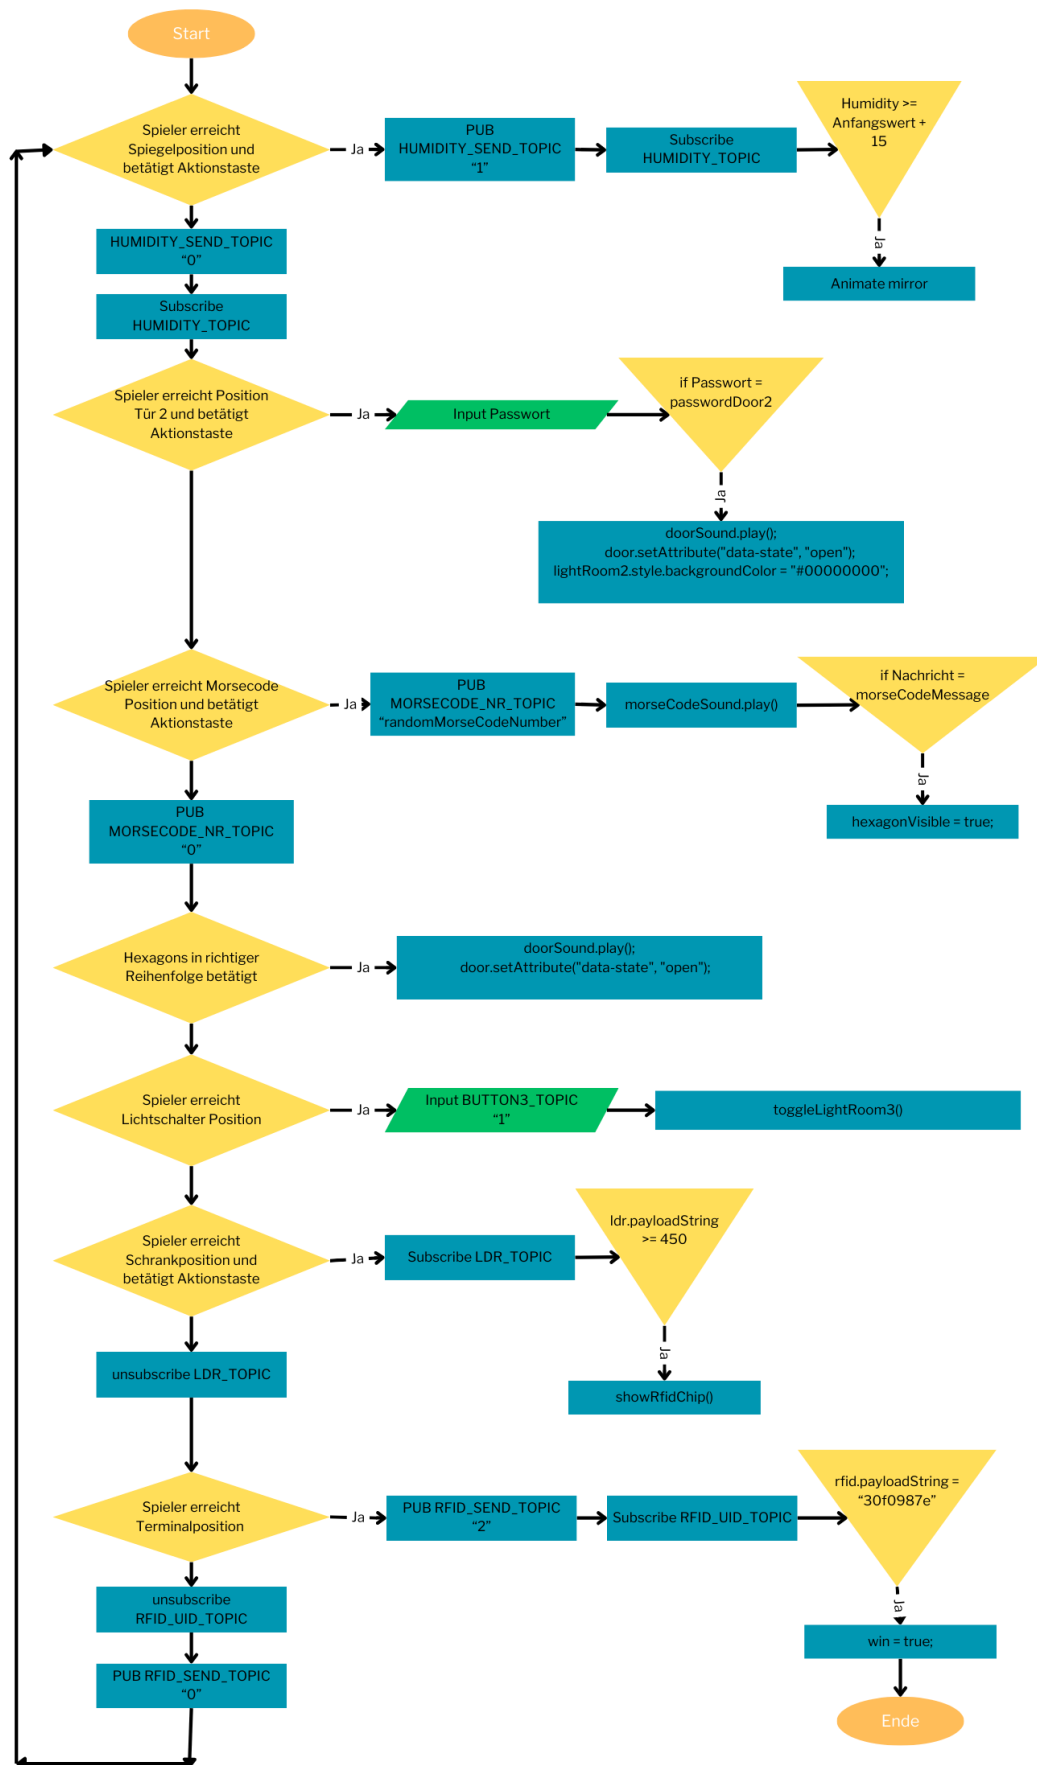 Start
Spieler erreicht
Spiegelposition und
betätigt Aktionstaste
Ja
PUB
HUMIDITY_SEND_TOPIC
“1”
Subscribe
HUMIDITY_TOPIC
Humidity >=
Anfangswert +
15
Ja
Animate mirror
HUMIDITY_SEND_TOPIC
“0”
Subscribe
HUMIDITY_TOPIC
Spieler erreicht Position
Tür 2 und betätigt
Aktionstaste
Ja
Input Passwort
if Passwort =
passwordDoor2
Ja
doorSound.play();
door.setAttribute("data-state", "open");
lightRoom2.style.backgroundColor = "#00000000";
Spieler erreicht Morsecode
Position und betätigt
Aktionstaste
Ja
PUB
MORSECODE_NR_TOPIC
“randomMorseCodeNumber”
morseCodeSound.play()
if Nachricht =
morseCodeMessage
Ja
hexagonVisible = true;
PUB
MORSECODE_NR_TOPIC
“0”
Hexagons in richtiger
Reihenfolge betätigt
Ja
doorSound.play();
door.setAttribute("data-state", "open");
Spieler erreicht
Lichtschalter Position
Ja
Input BUTTON3_TOPIC
“1”
toggleLightRoom3()
Spieler erreicht
Schrankposition und
betätigt Aktionstaste
Ja
Subscribe LDR_TOPIC
ldr.payloadString
>= 450
Ja
showRfidChip()
unsubscribe LDR_TOPIC
Spieler erreicht
Terminalposition
Ja
PUB RFID_SEND_TOPIC
“2”
Subscribe RFID_UID_TOPIC
rfid.payloadString =
“30f0987e”
Ja
win = true;
Ende
unsubscribe
RFID_UID_TOPIC
PUB RFID_SEND_TOPIC
“0”